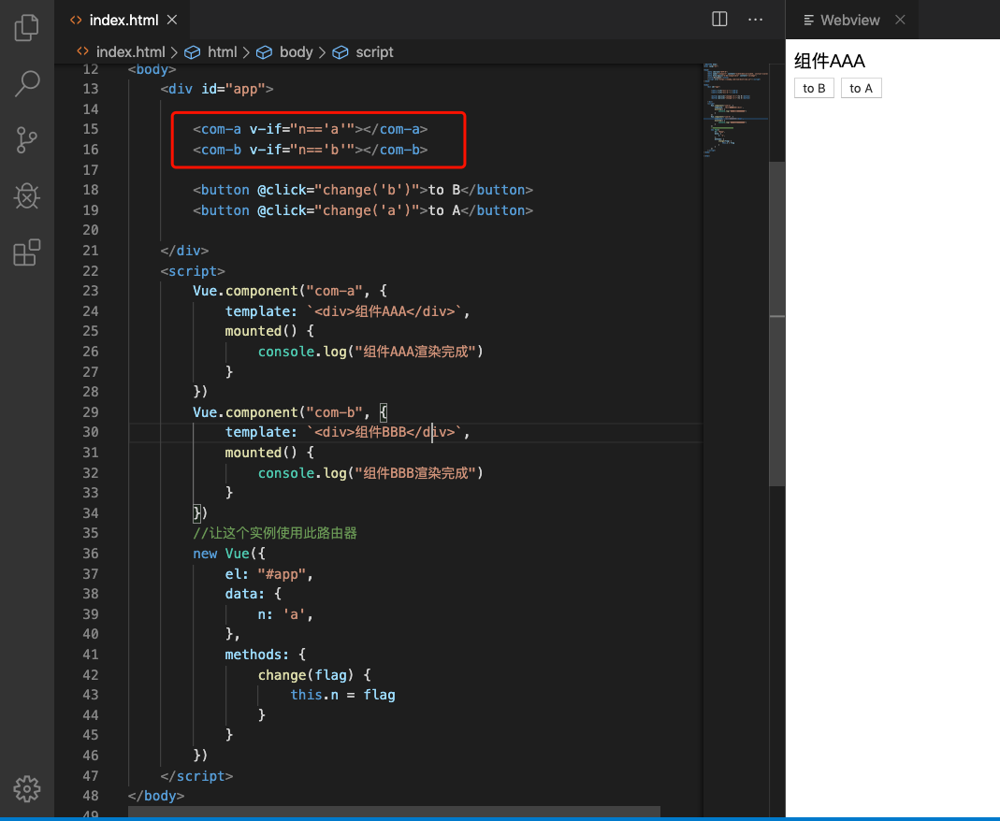 index.html
Webview
index.html > html > body > script
组件AAA
to B to A
12 <body>
13 <div id="app">
14
15 <com-a v-if="n=='a'"></com-a>
16 <com-b v-if="n=='b'"></com-b>
17
18 <button @click="change('b')">to B</button>
19 <button @click="change('a')">to A</button>
20
21 </div>
22 <script>
23 Vue.component("com-a", {
24 template: `<div>组件AAA</div>`,
25 mounted() {
26 console.log("组件AAA渲染完成")
27 }
28 })
29 Vue.component("com-b", {
30 template: `<div>组件BBB</div>`,
31 mounted() {
32 console.log("组件BBB渲染完成")
33 }
34 })
35 //让这个实例使用此路由器
36 new Vue({
37 el: "#app",
38 data: {
39 n: 'a',
40 },
41 methods: {
42 change(flag) {
43 this.n = flag
44 }
45 }
46 })
47 </script>
48 </body>
49